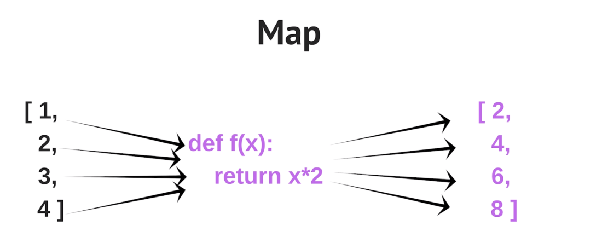 Map
[ 1,
2,
3,
4 ]
def f(x):
return x*2
[ 2,
4,
6,
8 ]